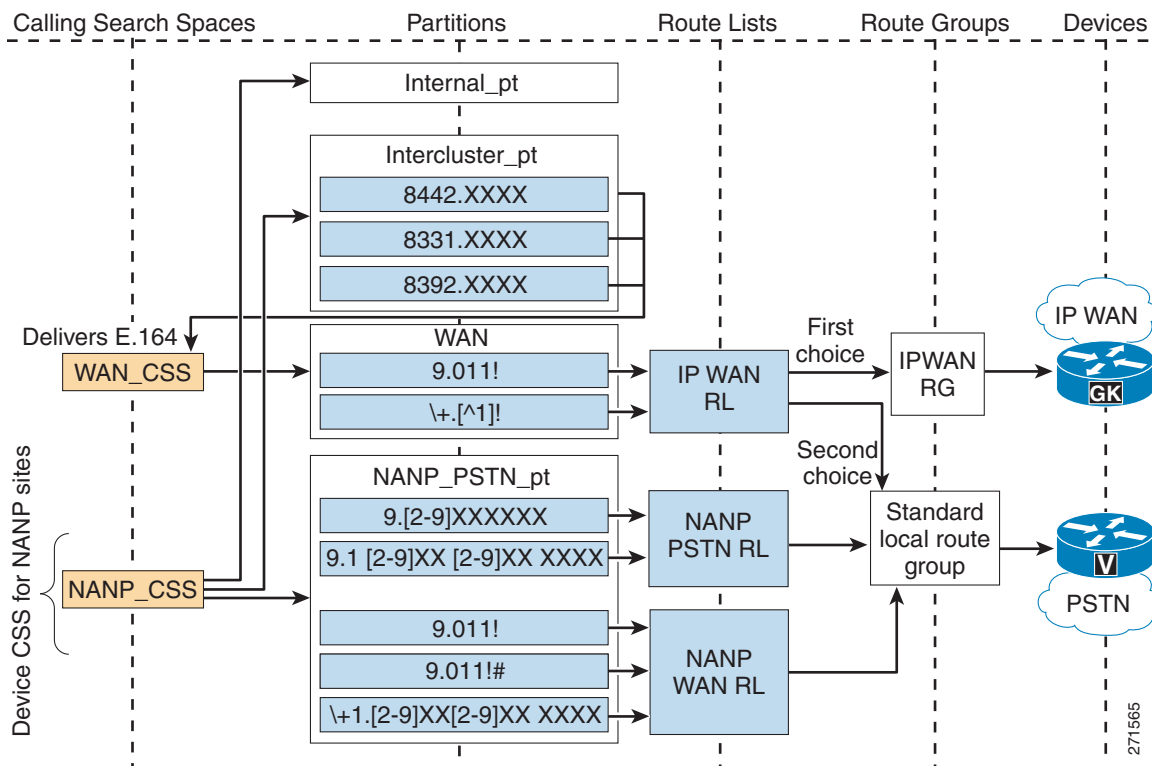 Calling Search Spaces
Partitions
Route Lists
Route Groups
Devices
Internal_pt
Intercluster_pt
8442.XXXX
8331.XXXX
8392.XXXX
Delivers E.164
WAN_CSS
WAN
9.011!
\+.[^1]!
IP WAN
RL
First
choice
Second
choice
IPWAN
RG
IP WAN
GK
Device CSS for NANP sites
NANP_CSS
NANP_PSTN_pt
9.[2-9]XXXXXX
9.1 [2-9]XX [2-9]XX XXXX
9.011!
9.011!#
\+1.[2-9]XX[2-9]XX XXXX
NANP
PSTN RL
NANP
WAN RL
Standard
local route
group
V
PSTN
271565